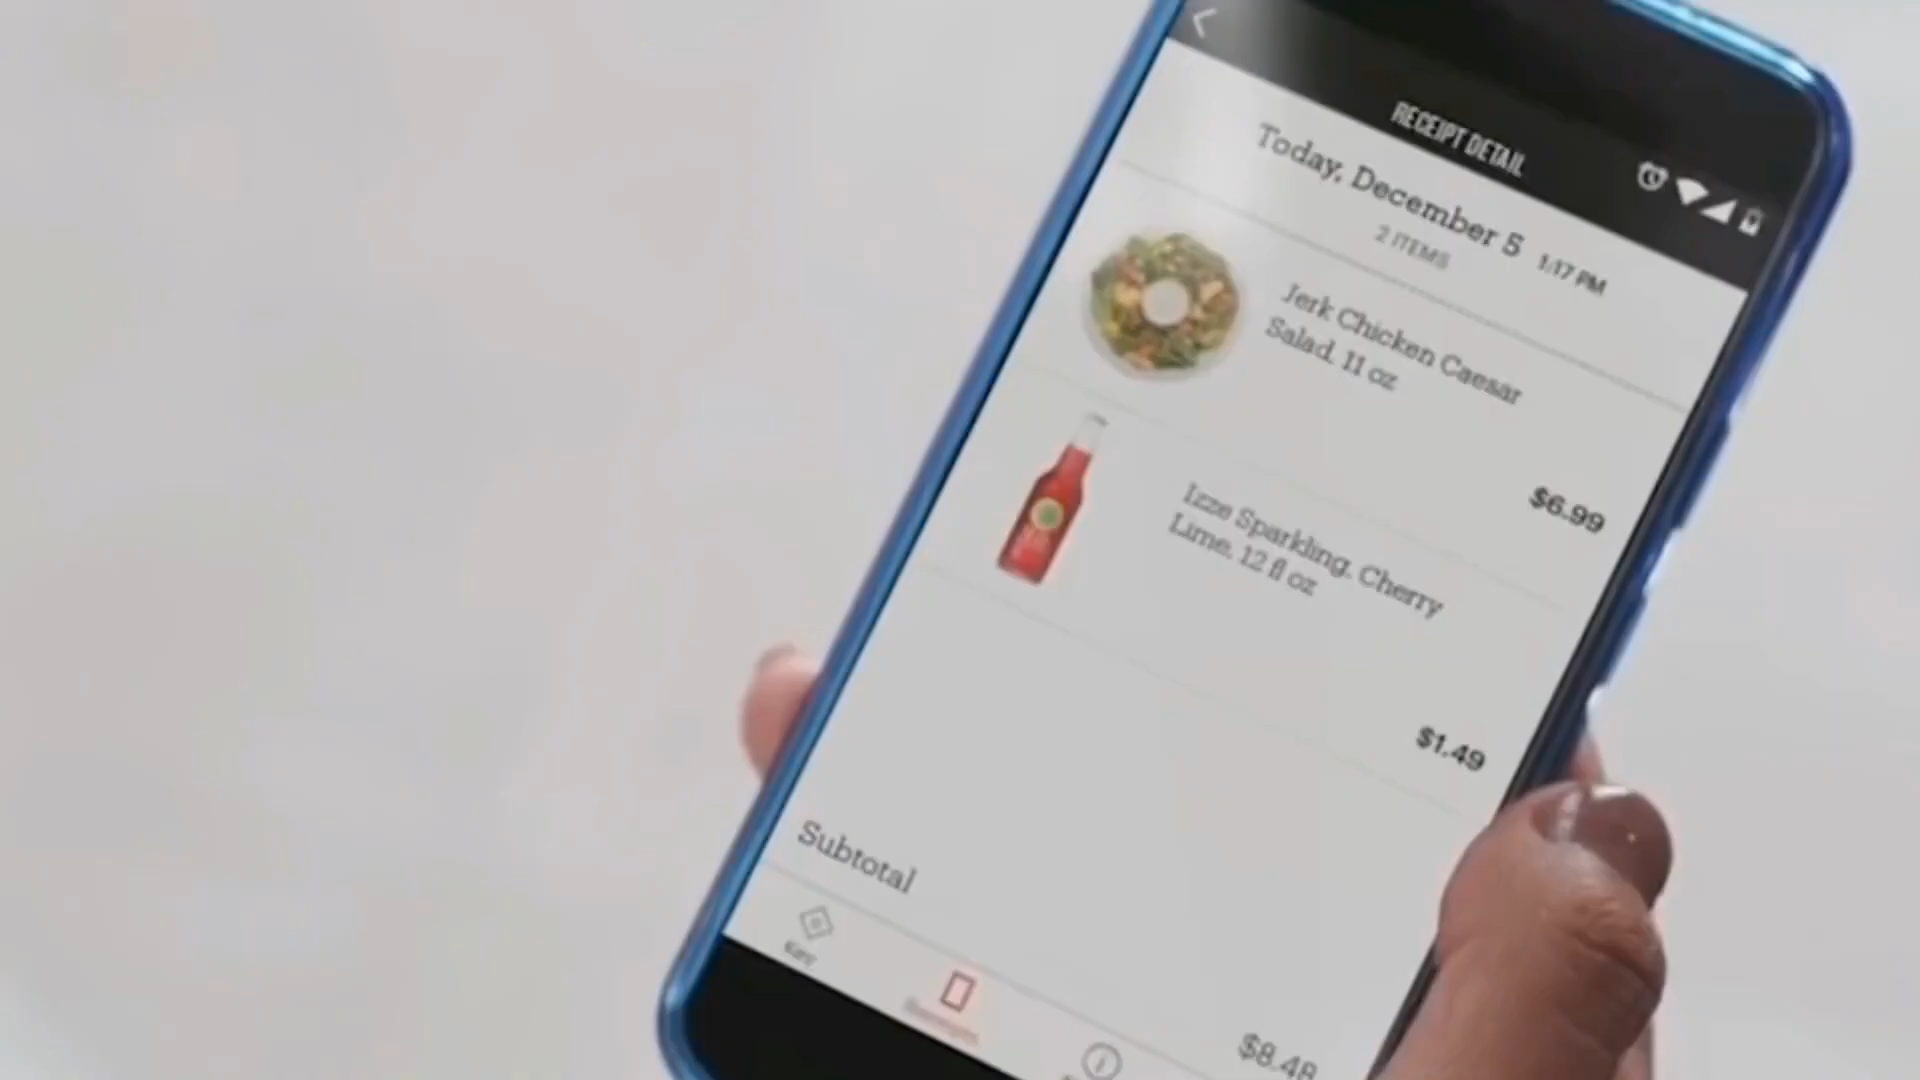 RECEIPT DETAIL
Today, December 5 1:17 PM
2 ITEMS
Jerk Chicken Caesar
Salad, 11 oz
$6.99
Izze Sparkling, Cherry
Lime, 12 fl oz
$1.49
Subtotal
$8.48
Key